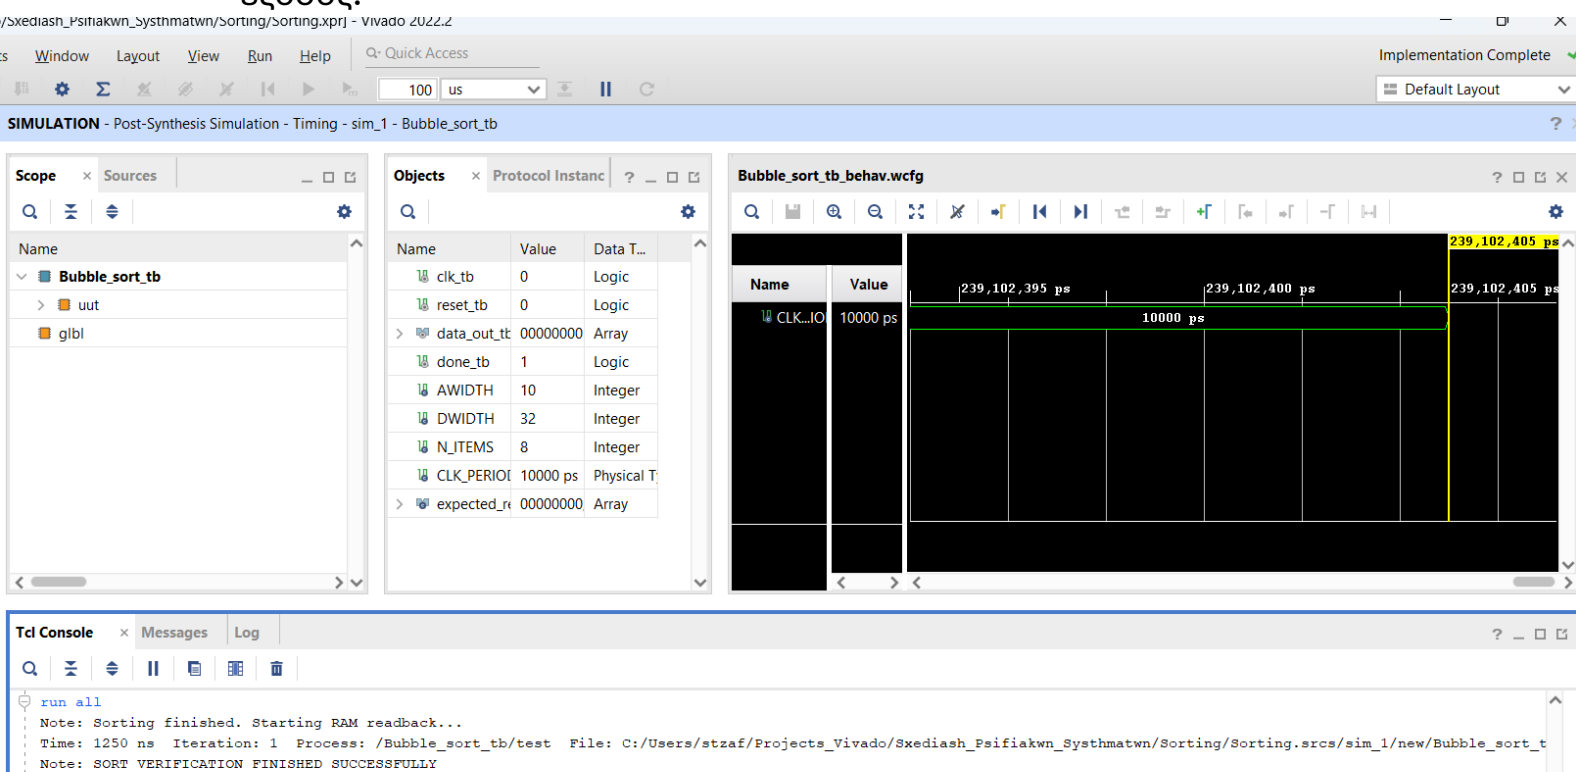 εξόδους.
/Sxediash_Psifiakwn_Systhmatwn/Sorting/Sorting.xpr] - Vivado 2022.2
ts Window Layout View Run Help Quick Access Implementation Complete
100 us Default Layout
SIMULATION - Post-Synthesis Simulation - Timing - sim_1 - Bubble_sort_tb ?
Scope × Sources
Name
Bubble_sort_tb
uut
glbl
Objects × Protocol Instanc ?
Name Value Data T...
clk_tb 0 Logic
reset_tb 0 Logic
data_out_tb 00000000 Array
done_tb 1 Logic
AWIDTH 10 Integer
DWIDTH 32 Integer
N_ITEMS 8 Integer
CLK_PERIOD 10000 ps Physical Ty
expected_re 00000000, Array
Bubble_sort_tb_behav.wcfg ?
239,102,405 ps
Name Value
239,102,395 ps 239,102,400 ps 239,102,405 ps
CLK...IOD 10000 ps 10000 ps
Tcl Console × Messages Log ?
run all
Note: Sorting finished. Starting RAM readback...
Time: 1250 ns Iteration: 1 Process: /Bubble_sort_tb/test File: C:/Users/stzaf/Projects_Vivado/Sxediash_Psifiakwn_Systhmatwn/Sorting/Sorting.srcs/sim_1/new/Bubble_sort_t
Note: SORT VERIFICATION FINISHED SUCCESSFULLY